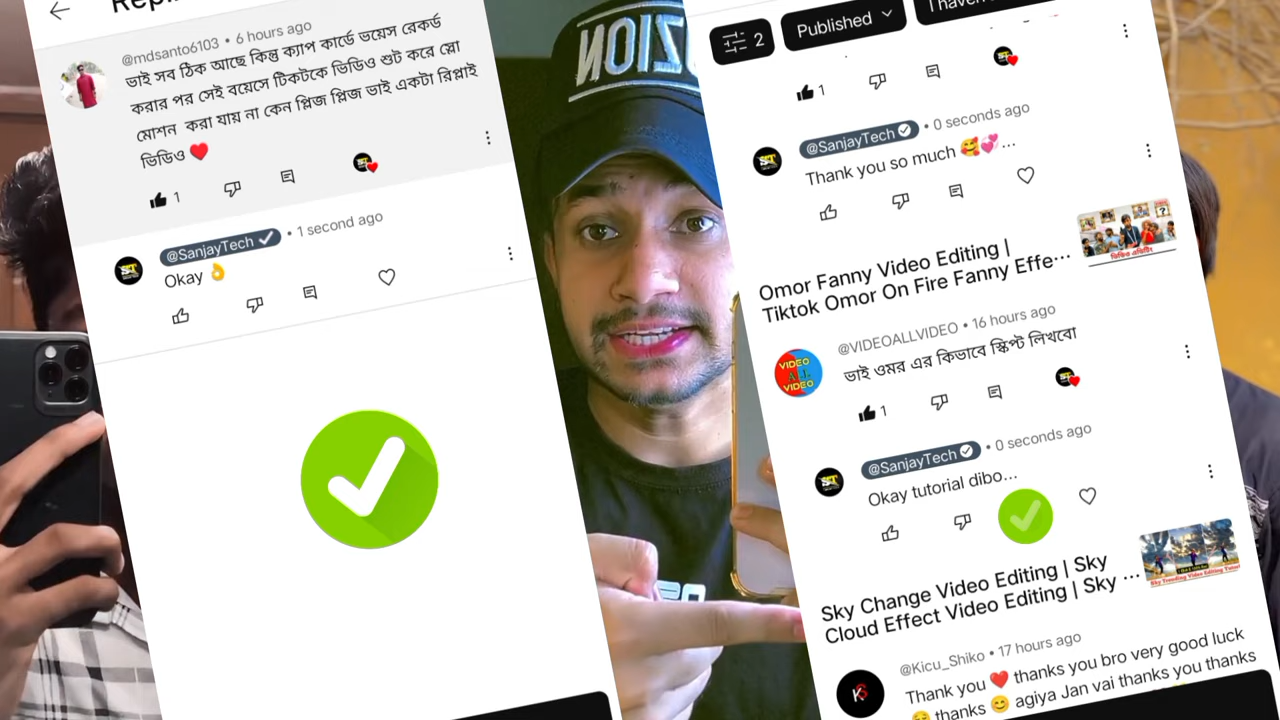 @mdsanto6103 • 6 hours ago
ভাই সব ঠিক আছে কিন্তু ক্যাপ কার্ডে ভয়েস রেকর্ড
করার পর সেই বয়েসে টিকটকে ভিডিও শুট করে স্লো
মোশন করা যায় না কেন প্লিজ প্লিজ ভাই একটা রিপ্লাই
ভিডিও ❤️
1
@SanjayTech • 1 second ago
Okay 👌
2
Published
1
@SanjayTech • 0 seconds ago
Thank you so much 🥰💞...
Omor Fanny Video Editing |
Tiktok Omor On Fire Fanny Effe...
ভিডিও এডিটিং
@VIDEOALLVIDEO • 16 hours ago
ভাই ওমর এর কিভাবে স্কিপ্ট লিখবো
VIDEO
ALL
VIDEO
1
@SanjayTech • 0 seconds ago
Okay tutorial dibo...
Sky Change Video Editing | Sky
Cloud Effect Video Editing | Sky ...
@Kicu_Shiko • 17 hours ago
Thank you ❤️ thanks you bro very good luck
thanks 😊 agiya Jan vai thanks you thanks